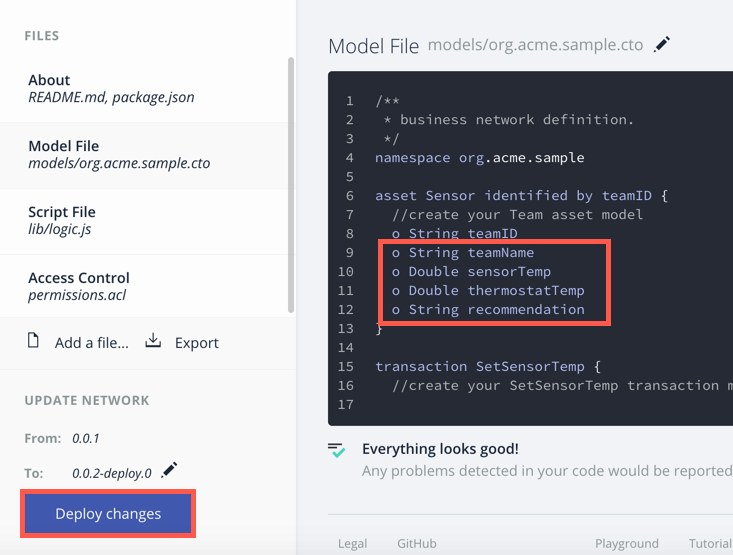 FILES
About
README.md, package.json
Model File
models/org.acme.sample.cto
Script File
lib/logic.js
Access Control
permissions.acl
Add a file... Export
UPDATE NETWORK
From: 0.0.1
To: 0.0.2-deploy.0
Deploy changes
Model File models/org.acme.sample.cto
1 /**
2 * business network definition.
3 */
4 namespace org.acme.sample
5
6 asset Sensor identified by teamID {
7 //create your Team asset model
8 o String teamID
9 o String teamName
10 o Double sensorTemp
11 o Double thermostatTemp
12 o String recommendation
13 }
14
15 transaction SetSensorTemp {
16 //create your SetSensorTemp transaction m
17
Everything looks good!
Any problems detected in your code would be reported
Legal GitHub Playground Tutorial